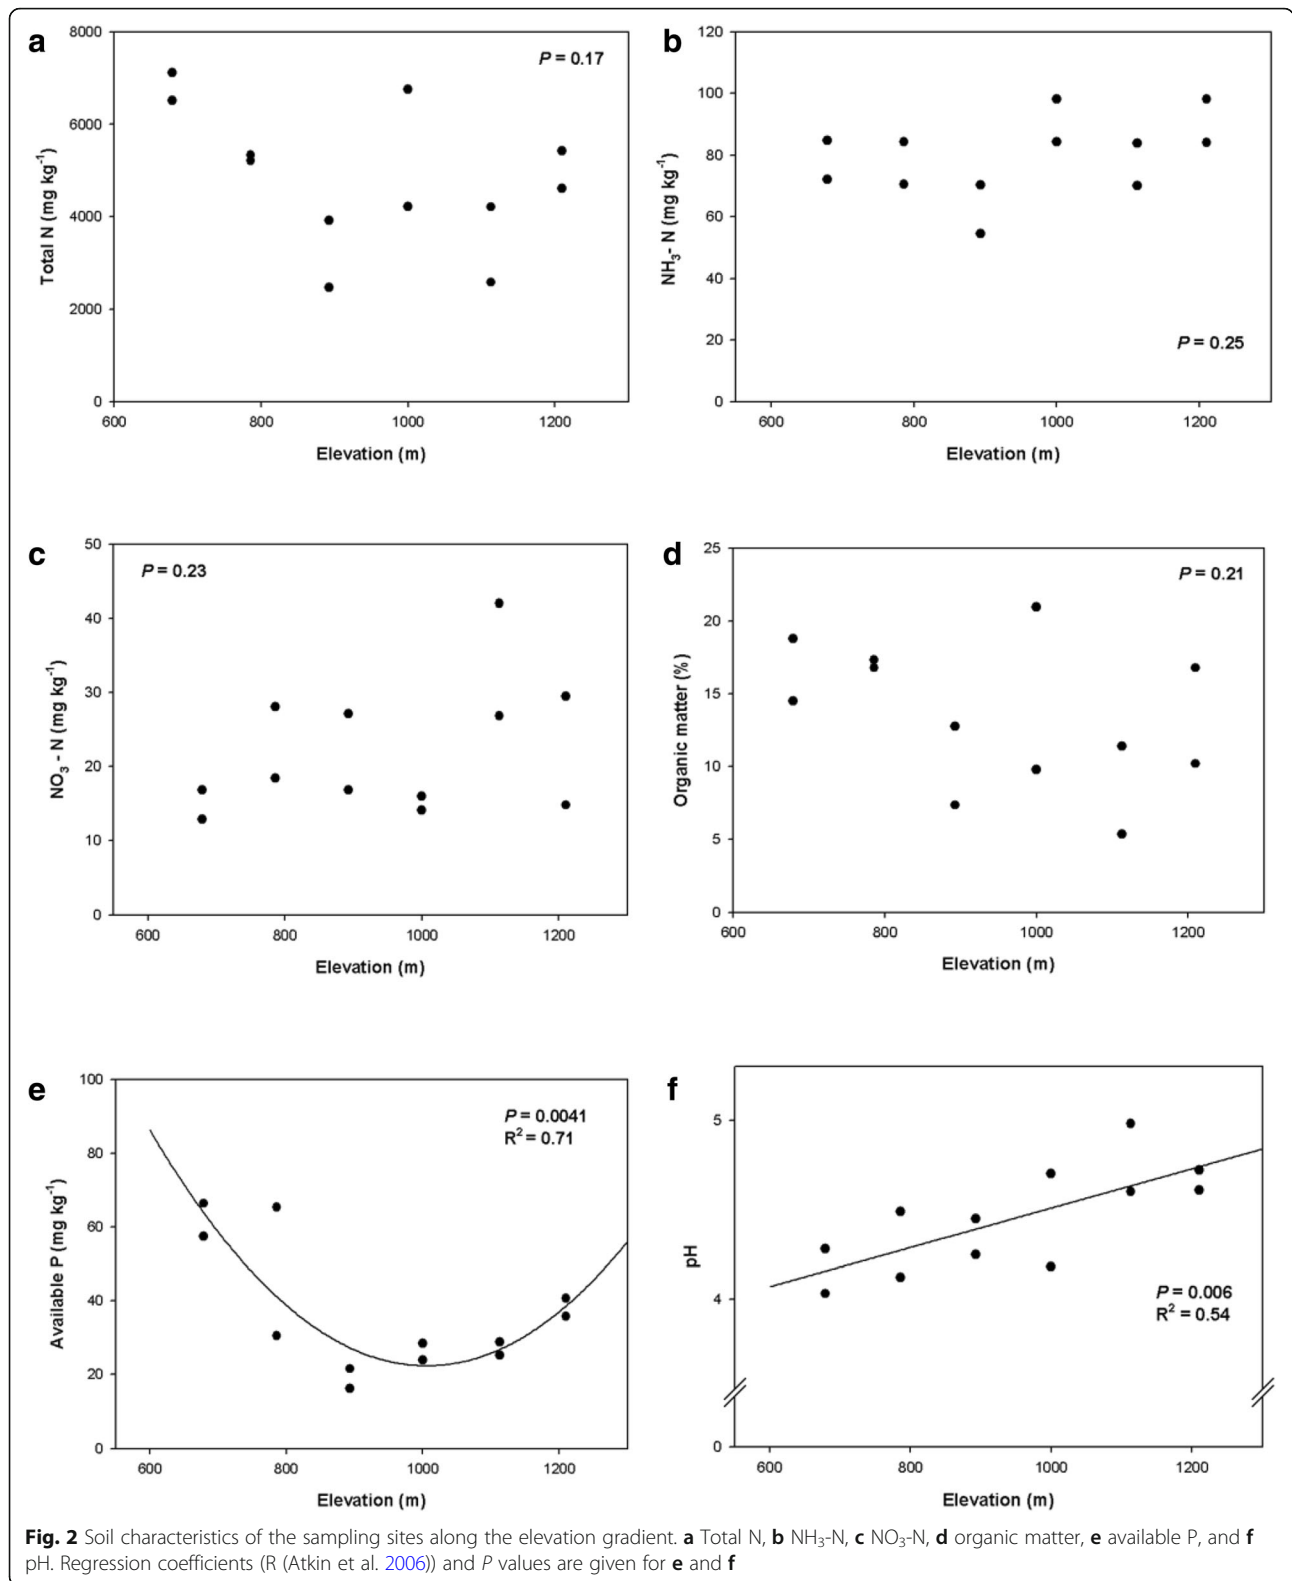 a
8000
6000
4000
2000
0
Total N (mg kg⁻¹)
P = 0.17
600 800 1000 1200
Elevation (m)
b
120
100
80
60
40
20
0
NH₃- N (mg kg⁻¹)
P = 0.25
600 800 1000 1200
Elevation (m)
c
50
40
30
20
10
0
NO₃ - N (mg kg⁻¹)
P = 0.23
600 800 1000 1200
Elevation (m)
d
25
20
15
10
5
0
Organic matter (%)
P = 0.21
600 800 1000 1200
Elevation (m)
e
100
80
60
40
20
0
Available P (mg kg⁻¹)
P = 0.0041
R² = 0.71
600 800 1000 1200
Elevation (m)
f
5
4
0
pH
P = 0.006
R² = 0.54
600 800 1000 1200
Elevation (m)
Fig. 2 Soil characteristics of the sampling sites along the elevation gradient. a Total N, b NH₃-N, c NO₃-N, d organic matter, e available P, and f
pH. Regression coefficients (R (Atkin et al. 2006)) and P values are given for e and f